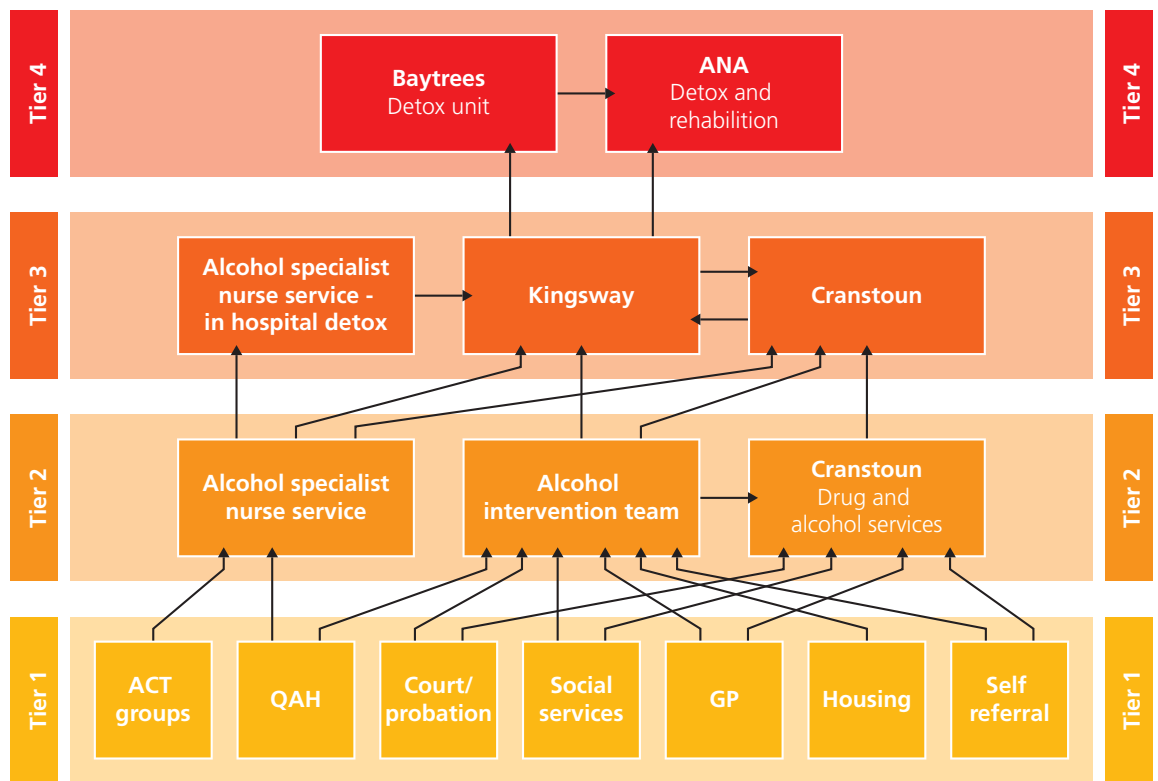 Tier 4
Baytrees
Detox unit
ANA
Detox and
rehabilition
Tier 4
Tier 3
Alcohol specialist
nurse service -
in hospital detox
Kingsway
Cranstoun
Tier 3
Tier 2
Alcohol specialist
nurse service
Alcohol
intervention team
Cranstoun
Drug and
alcohol services
Tier 2
Tier 1
ACT
groups
QAH
Court/
probation
Social
services
GP
Housing
Self
referral
Tier 1